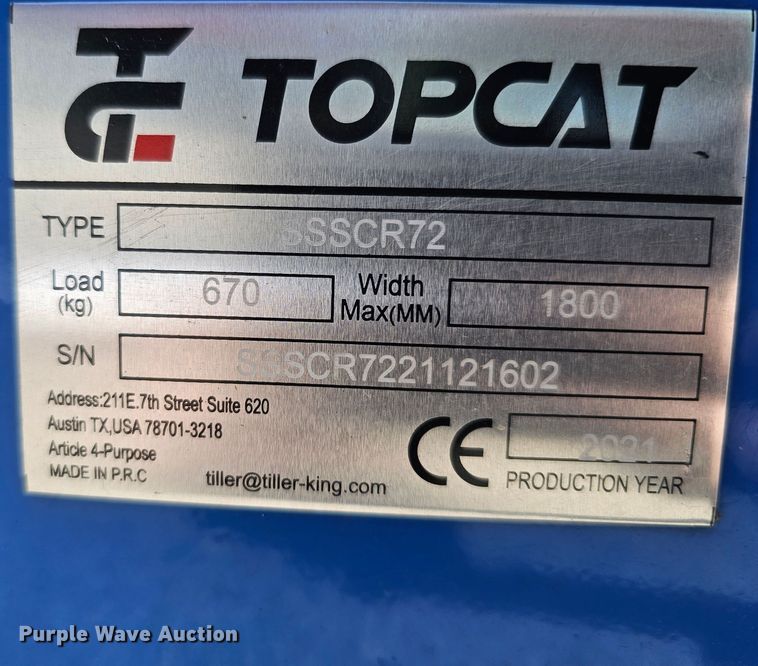 TOPCAT
TYPE SSSCR72
Load (kg) 670 Width Max(MM) 1800
S/N SSSCR7221121602
Address:211E.7th Street Suite 620
Austin TX,USA 78701-3218
Article 4-Purpose
MADE IN P.R.C
tiller@tiller-king.com
CE
2021
PRODUCTION YEAR
Purple Wave Auction